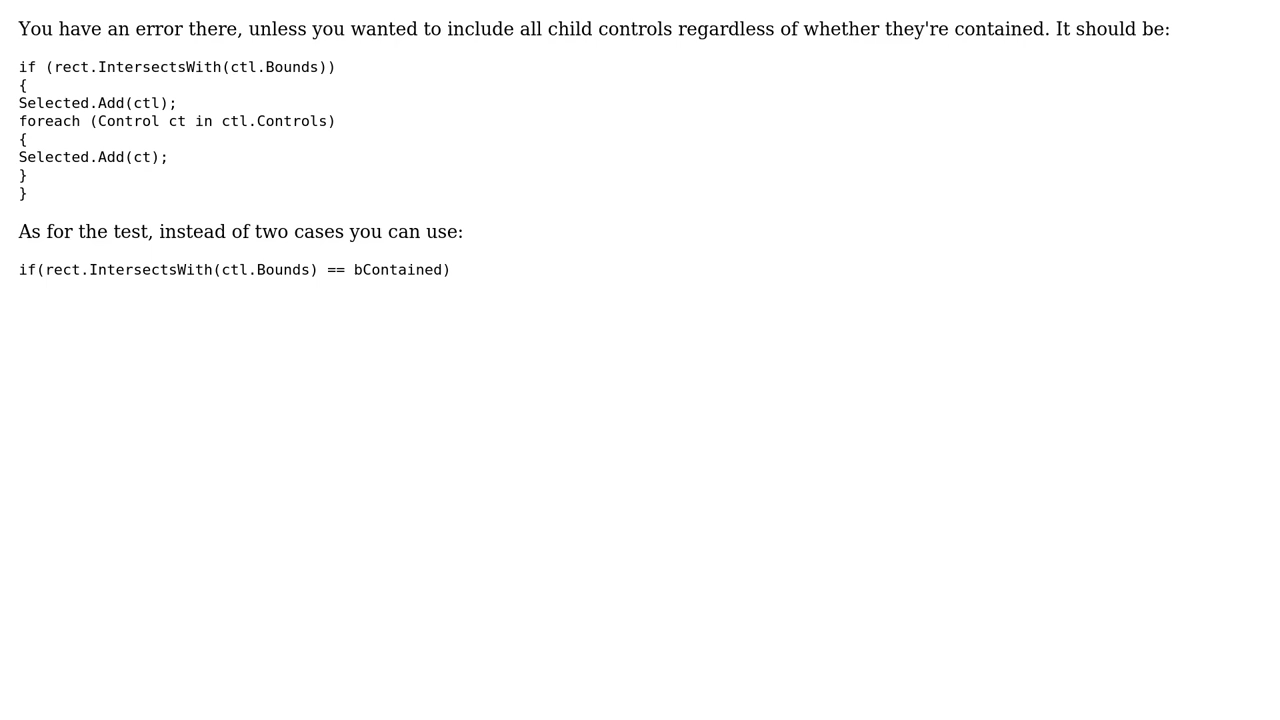 You have an error there, unless you wanted to include all child controls regardless of whether they're contained. It should be:
if (rect.IntersectsWith(ctl.Bounds))
{
Selected.Add(ctl);
foreach (Control ct in ctl.Controls)
{
Selected.Add(ct);
}
}
As for the test, instead of two cases you can use:
if(rect.IntersectsWith(ctl.Bounds) == bContained)